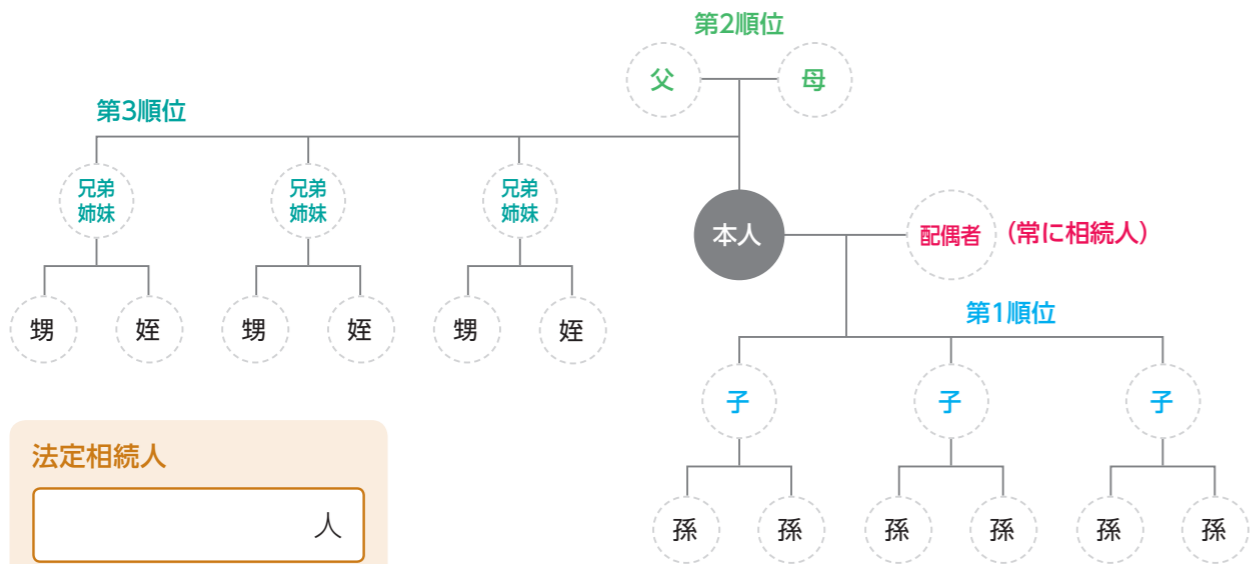 第2順位
父
母
第3順位
兄弟
姉妹
兄弟
姉妹
兄弟
姉妹
本人
配偶者
(常に相続人)
甥
姪
甥
姪
甥
姪
第1順位
子
子
子
法定相続人
人
孫
孫
孫
孫
孫
孫